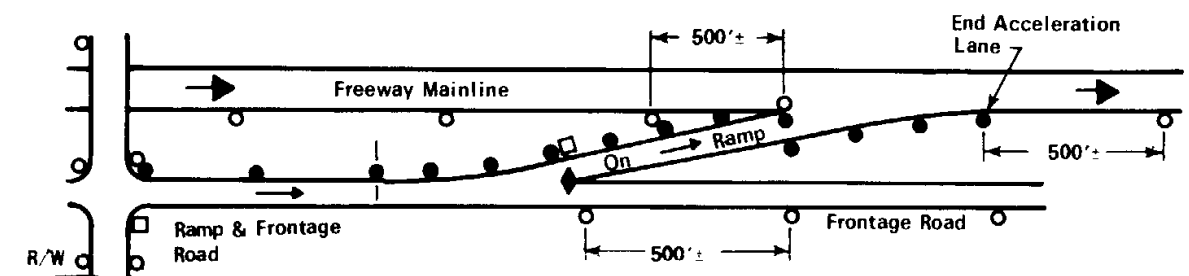 End Acceleration
Lane
500'±
Freeway Mainline
On Ramp
500'±
Ramp & Frontage
Road
Frontage Road
R/W
500'±